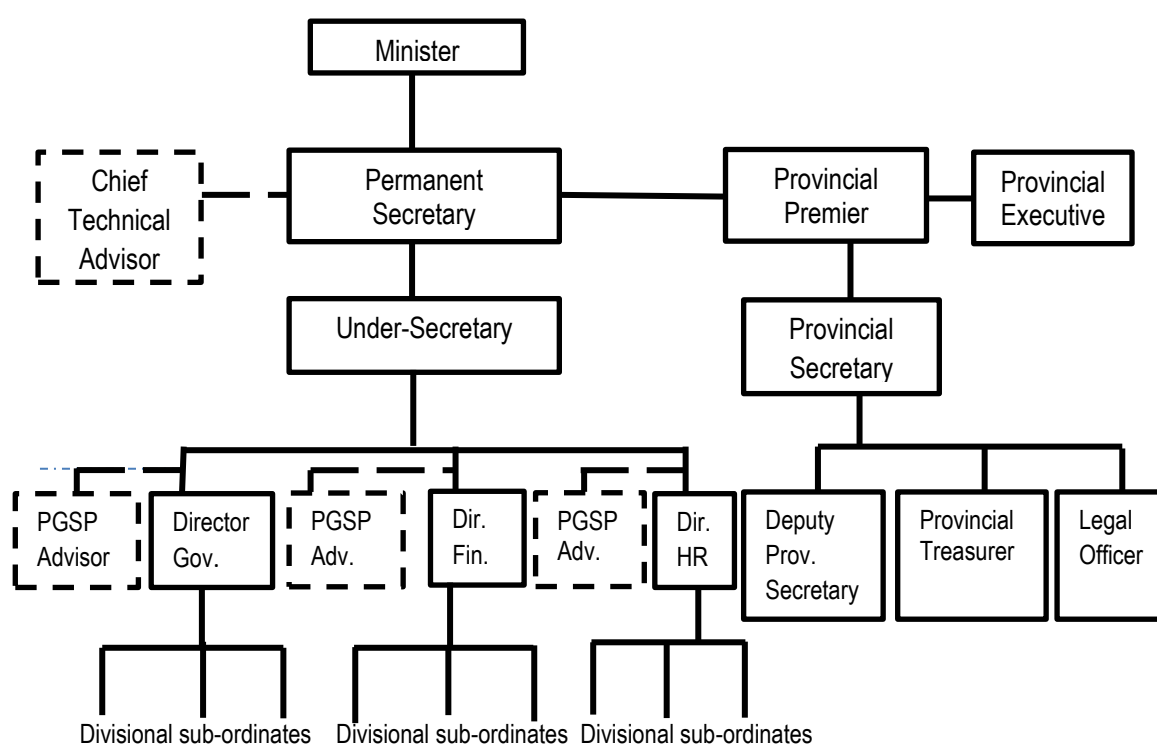 Minister
Chief
Technical
Advisor
Permanent
Secretary
Provincial
Premier
Provincial
Executive
Under-Secretary
Provincial
Secretary
PGSP
Advisor
Director
Gov.
PGSP
Adv.
Dir.
Fin.
PGSP
Adv.
Dir.
HR
Deputy
Prov.
Secretary
Provincial
Treasurer
Legal
Officer
Divisional sub-ordinates
Divisional sub-ordinates
Divisional sub-ordinates